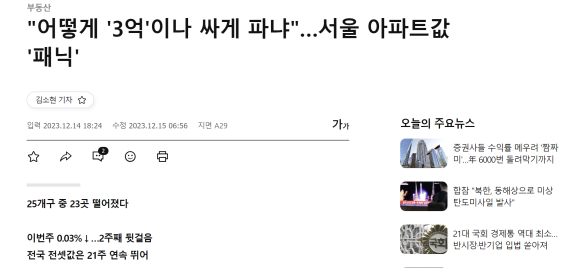 부동산
"어떻게 '3억'이나 싸게 파냐"...서울 아파트값
'패닉'
김소현 기자
입력 2023.12.14 18:24 수정 2023.12.15 06:56 지면 A29
가가
2
25개구 중 23곳 떨어졌다
이번주 0.03%↓...2주째 뒷걸음
전국 전셋값은 21주 연속 뛰어
오늘의 주요뉴스
증권사들 수익률 메우려 '짬짜
미'...年 6000번 돌려막기까지
합참 "북한, 동해상으로 미상
탄도미사일 발사"
21대 국회 경제통 역대 최소...
반시장·반기업 입법 쏟아져
국회